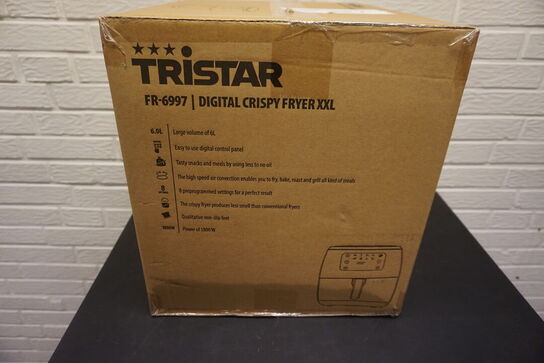 TRISTAR
FR-6997 | DIGITAL CRISPY FRYER XXL
6.0L Large volume of 6L
Easy to use digital control panel
Tasty snacks and meals by using less to no oil
The high speed air convection enables you to fry, bake, roast and grill all kind of meals
8 preprogrammed settings for a perfect result
The crispy fryer produces less smell than conventional fryers
Qualitative non-slip feet
1800W Power of 1800 W